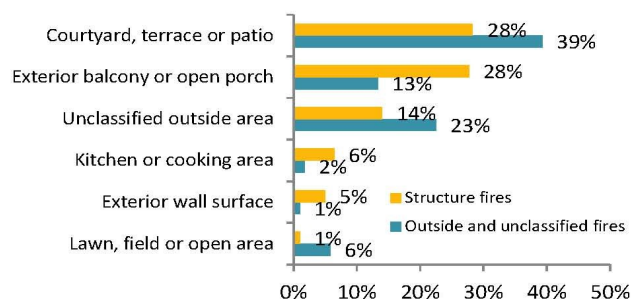 Courtyard, terrace or patio
28%
39%
Exterior balcony or open porch
28%
13%
Unclassified outside area
14%
23%
Kitchen or cooking area
6%
2%
Exterior wall surface
5%
1%
Structure fires
Outside and unclassified fires
Lawn, field or open area
1%
6%
0% 10% 20% 30% 40% 50%